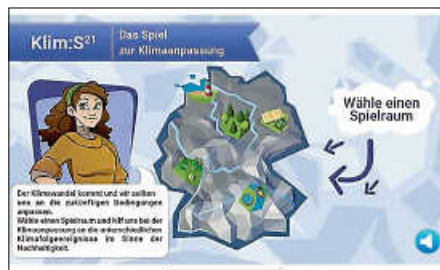 Klim:S²¹
Das Spiel
zur Klimaanpassung
Wähle einen
Spielraum
Der Klimawandel kommt und wir sollten
uns an die zukünftigen Bedingungen
anpassen.
Wähle einen Spielraum und hilf uns bei der
Klimaanpassung an die unterschiedlichen
Klimafolgeereignisse im Sinne der
Nachhaltigkeit.